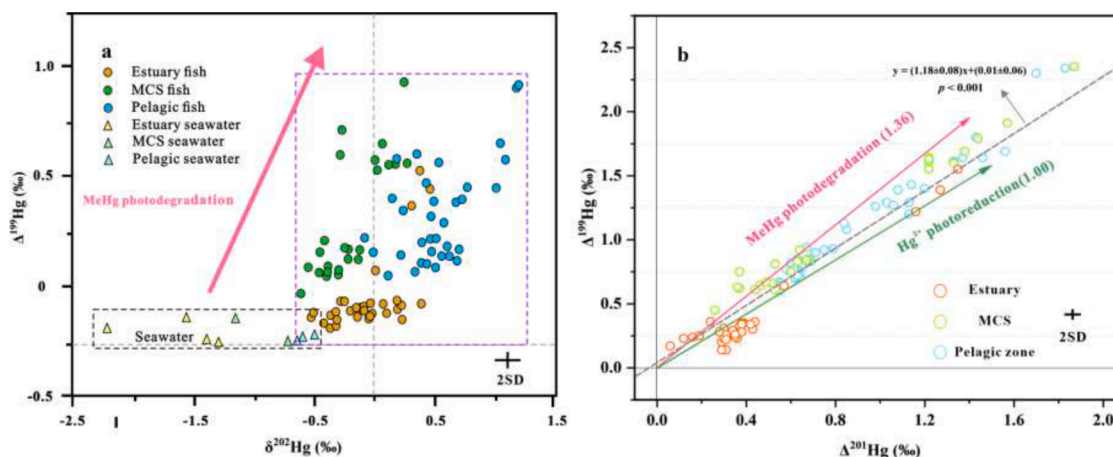 a
Estuary fish
MCS fish
Pelagic fish
Estuary seawater
MCS seawater
Pelagic seawater
MeHg photodegradation
Seawater
2SD
1.0
0.5
0
-0.5
Δ¹⁹⁹Hg (‰)
-2.5
-1.5
-0.5
0.5
1.5
δ²⁰²Hg (‰)
b
y = (1.18±0.08)x+(0.01±0.06)
p < 0.001
MeHg photodegradation (1.36)
Hg²⁺ photoreduction(1.00)
Estuary
MCS
Pelagic zone
2SD
2.5
2.0
1.5
1.0
0.5
0.0
Δ¹⁹⁹Hg (‰)
0.0
0.4
0.8
1.2
1.6
2.0
Δ²⁰¹Hg (‰)